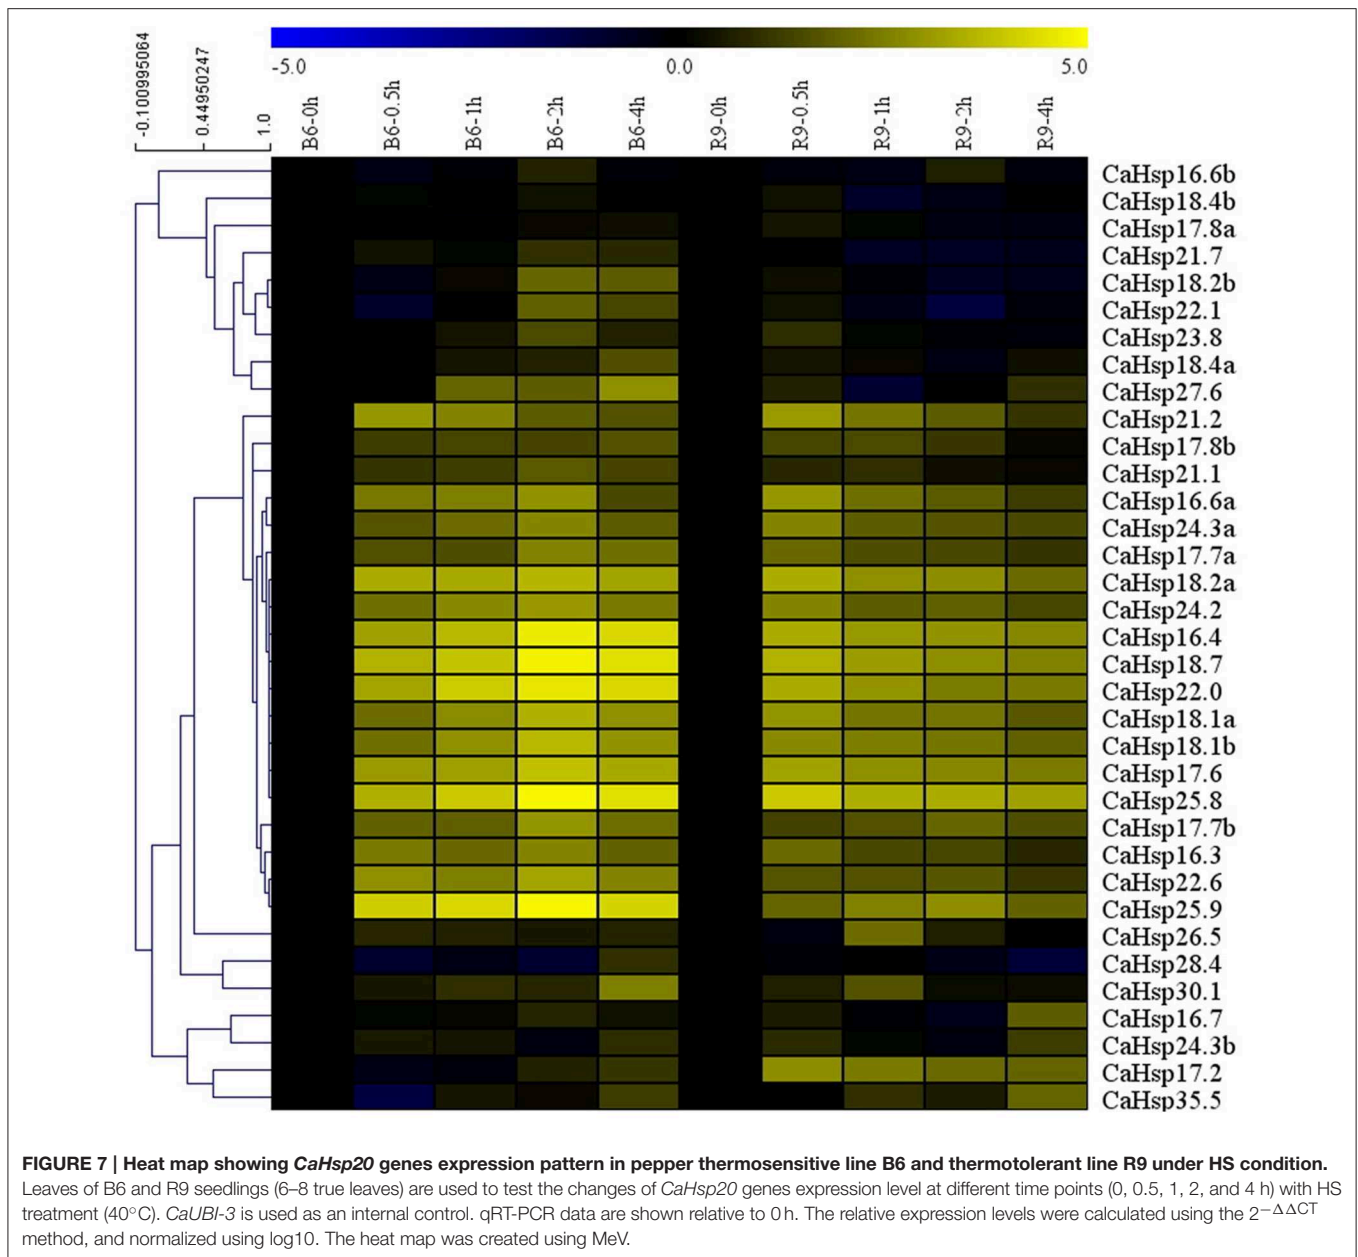 -5.0 0.0 5.0
-0.100995064
0.44950247
1.0
B6-0h
B6-0.5h
B6-1h
B6-2h
B6-4h
R9-0h
R9-0.5h
R9-1h
R9-2h
R9-4h
CaHsp16.6b
CaHsp18.4b
CaHsp17.8a
CaHsp21.7
CaHsp18.2b
CaHsp22.1
CaHsp23.8
CaHsp18.4a
CaHsp27.6
CaHsp21.2
CaHsp17.8b
CaHsp21.1
CaHsp16.6a
CaHsp24.3a
CaHsp17.7a
CaHsp18.2a
CaHsp24.2
CaHsp16.4
CaHsp18.7
CaHsp22.0
CaHsp18.1a
CaHsp18.1b
CaHsp17.6
CaHsp25.8
CaHsp17.7b
CaHsp16.3
CaHsp22.6
CaHsp25.9
CaHsp26.5
CaHsp28.4
CaHsp30.1
CaHsp16.7
CaHsp24.3b
CaHsp17.2
CaHsp35.5
FIGURE 7 | Heat map showing CaHsp20 genes expression pattern in pepper thermosensitive line B6 and thermotolerant line R9 under HS condition.
Leaves of B6 and R9 seedlings (6–8 true leaves) are used to test the changes of CaHsp20 genes expression level at different time points (0, 0.5, 1, 2, and 4 h) with HS
treatment (40°C). CaUBI-3 is used as an internal control. qRT-PCR data are shown relative to 0 h. The relative expression levels were calculated using the 2−ΔΔCT
method, and normalized using log10. The heat map was created using MeV.